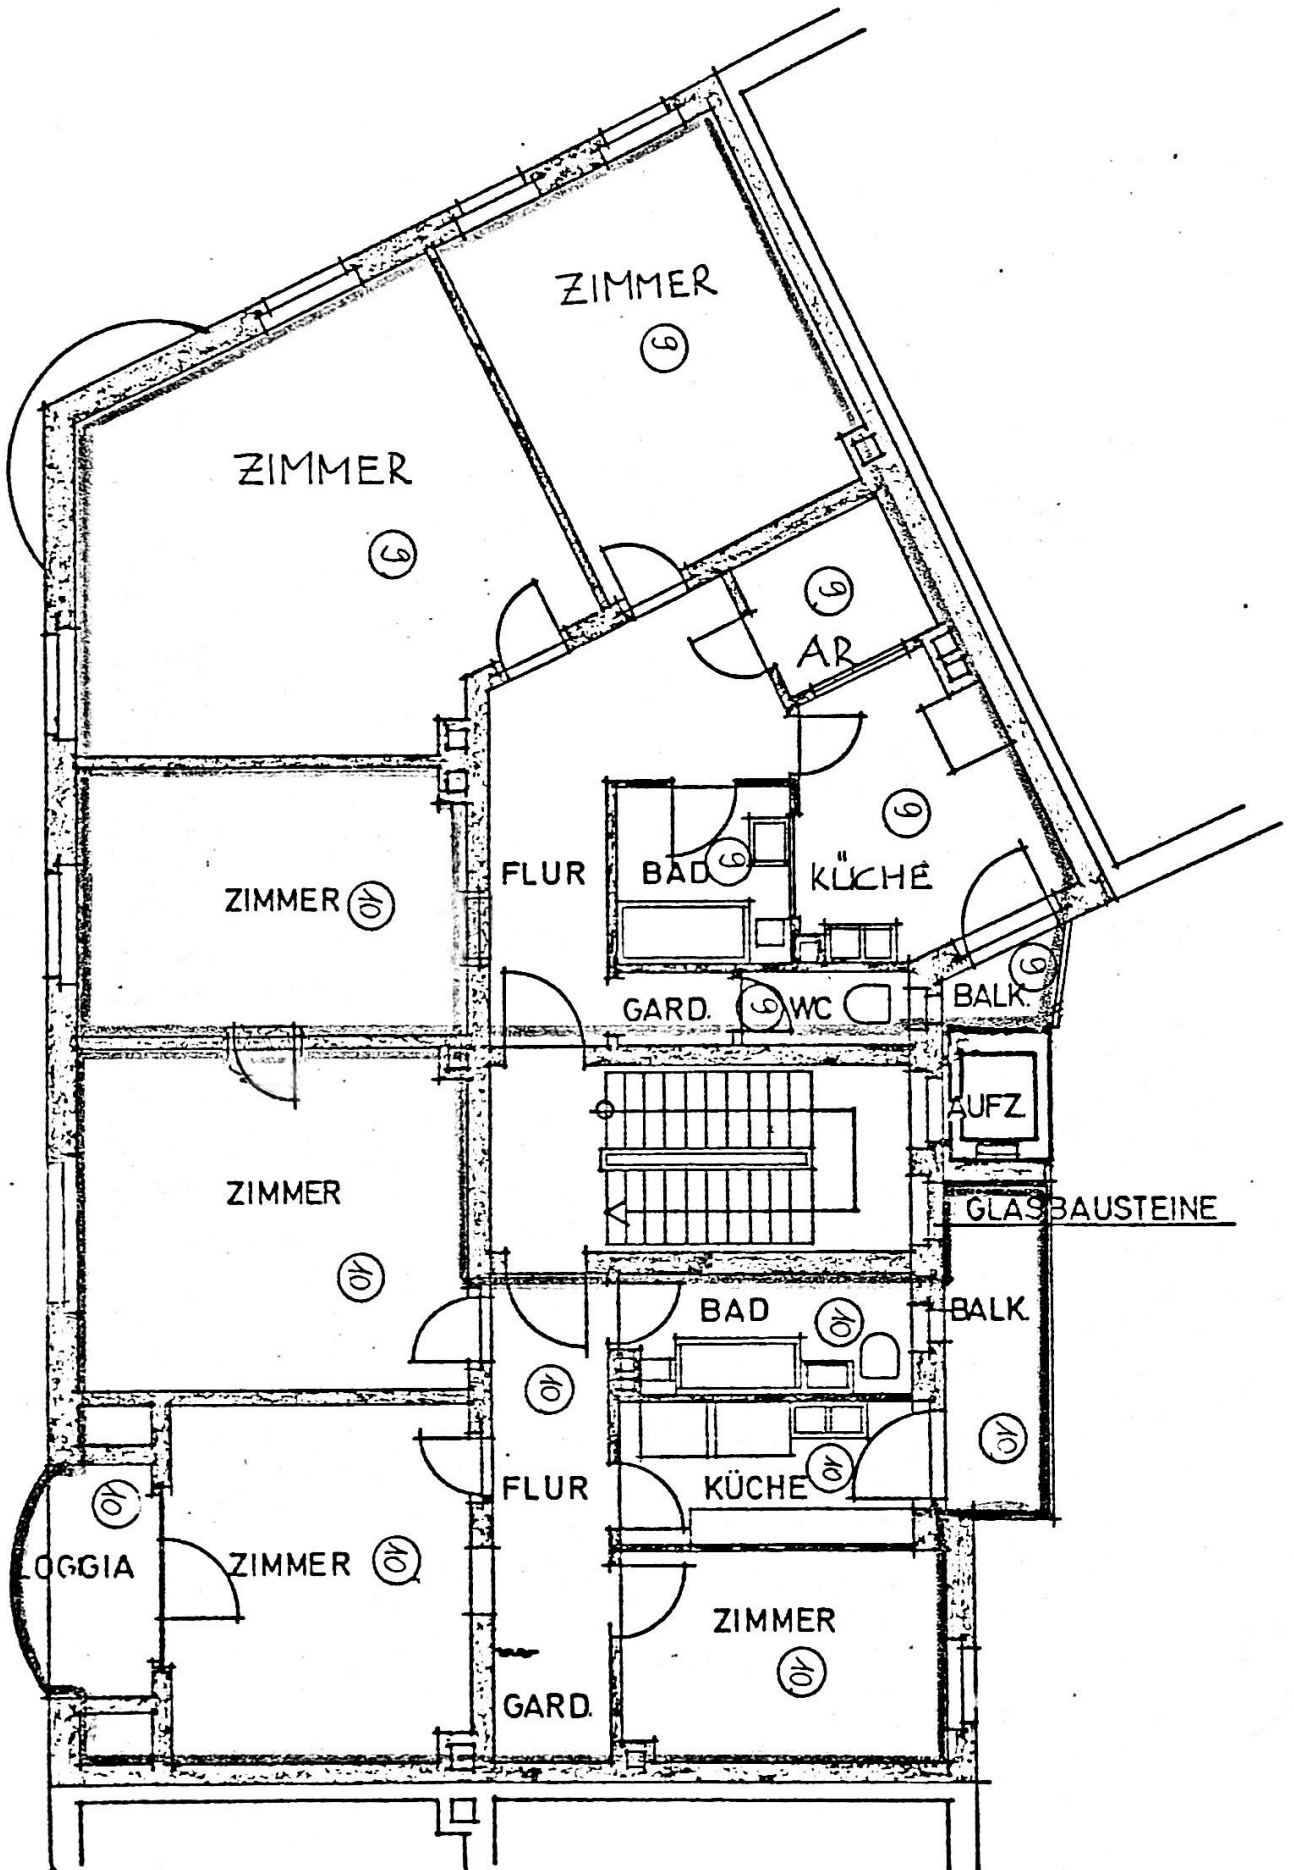 ZIMMER
9
ZIMMER
9
9
AR
9
FLUR
BAD
9
KÜCHE
ZIMMER
10
9
BALK.
GARD.
9
WC
AUFZ
ZIMMER
10
GLASBAUSTEINE
BAD
10
BALK.
10
FLUR
KÜCHE
10
10
10
LOGGIA
ZIMMER
10
ZIMMER
10
GARD.